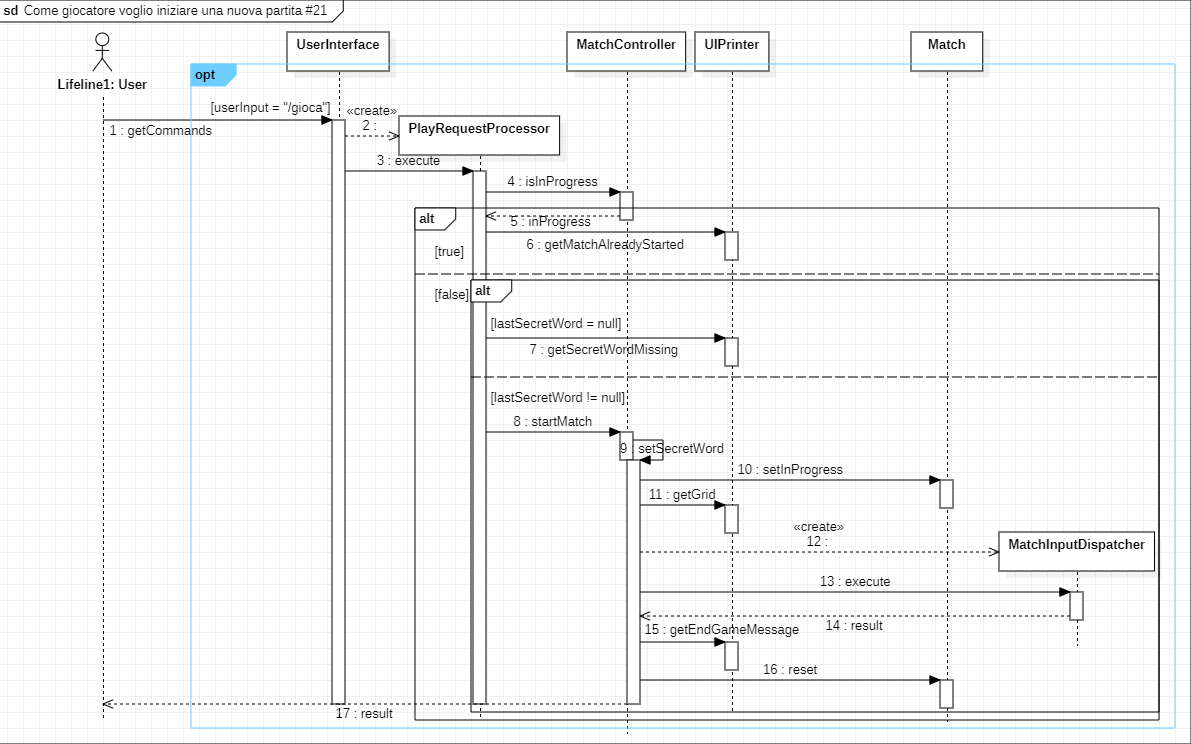 sd Come giocatore voglio iniziare una nuova partita #21
UserInterface
MatchController
UIPrinter
Match
opt
Lifeline1: User
[userInput = "/gioca"]
«create»
1 : getCommands
2 :
PlayRequestProcessor
3 : execute
4 : isInProgress
alt
5 : inProgress
6 : getMatchAlreadyStarted
[true]
[false]
alt
[lastSecretWord = null]
7 : getSecretWordMissing
[lastSecretWord != null]
8 : startMatch
9 : setSecretWord
10 : setInProgress
11 : getGrid
«create»
12 :
MatchInputDispatcher
13 : execute
14 : result
15 : getEndGameMessage
16 : reset
17 : result